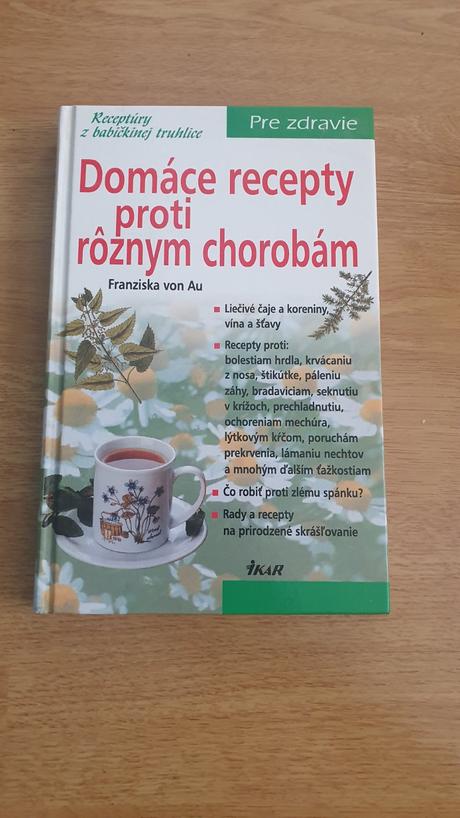 Receptúry
z babičkinej truhlice
Pre zdravie
Domáce recepty
proti
rôznym chorobám
Franziska von Au
Liečivé čaje a koreniny,
vína a šťavy
Recepty proti:
bolestiam hrdla, krvácaniu
z nosa, štikútke, páleniu
záhy, bradaviciam, seknutiu
v krížoch, prechladnutiu,
ochoreniam mechúra,
lýtkovým kŕčom, poruchám
prekrvenia, lámaniu nechtov
a mnohým ďalším ťažkostiam
Čo robiť proti zlému spánku?
Rady a recepty
na prirodzené skrášľovanie
IKAR